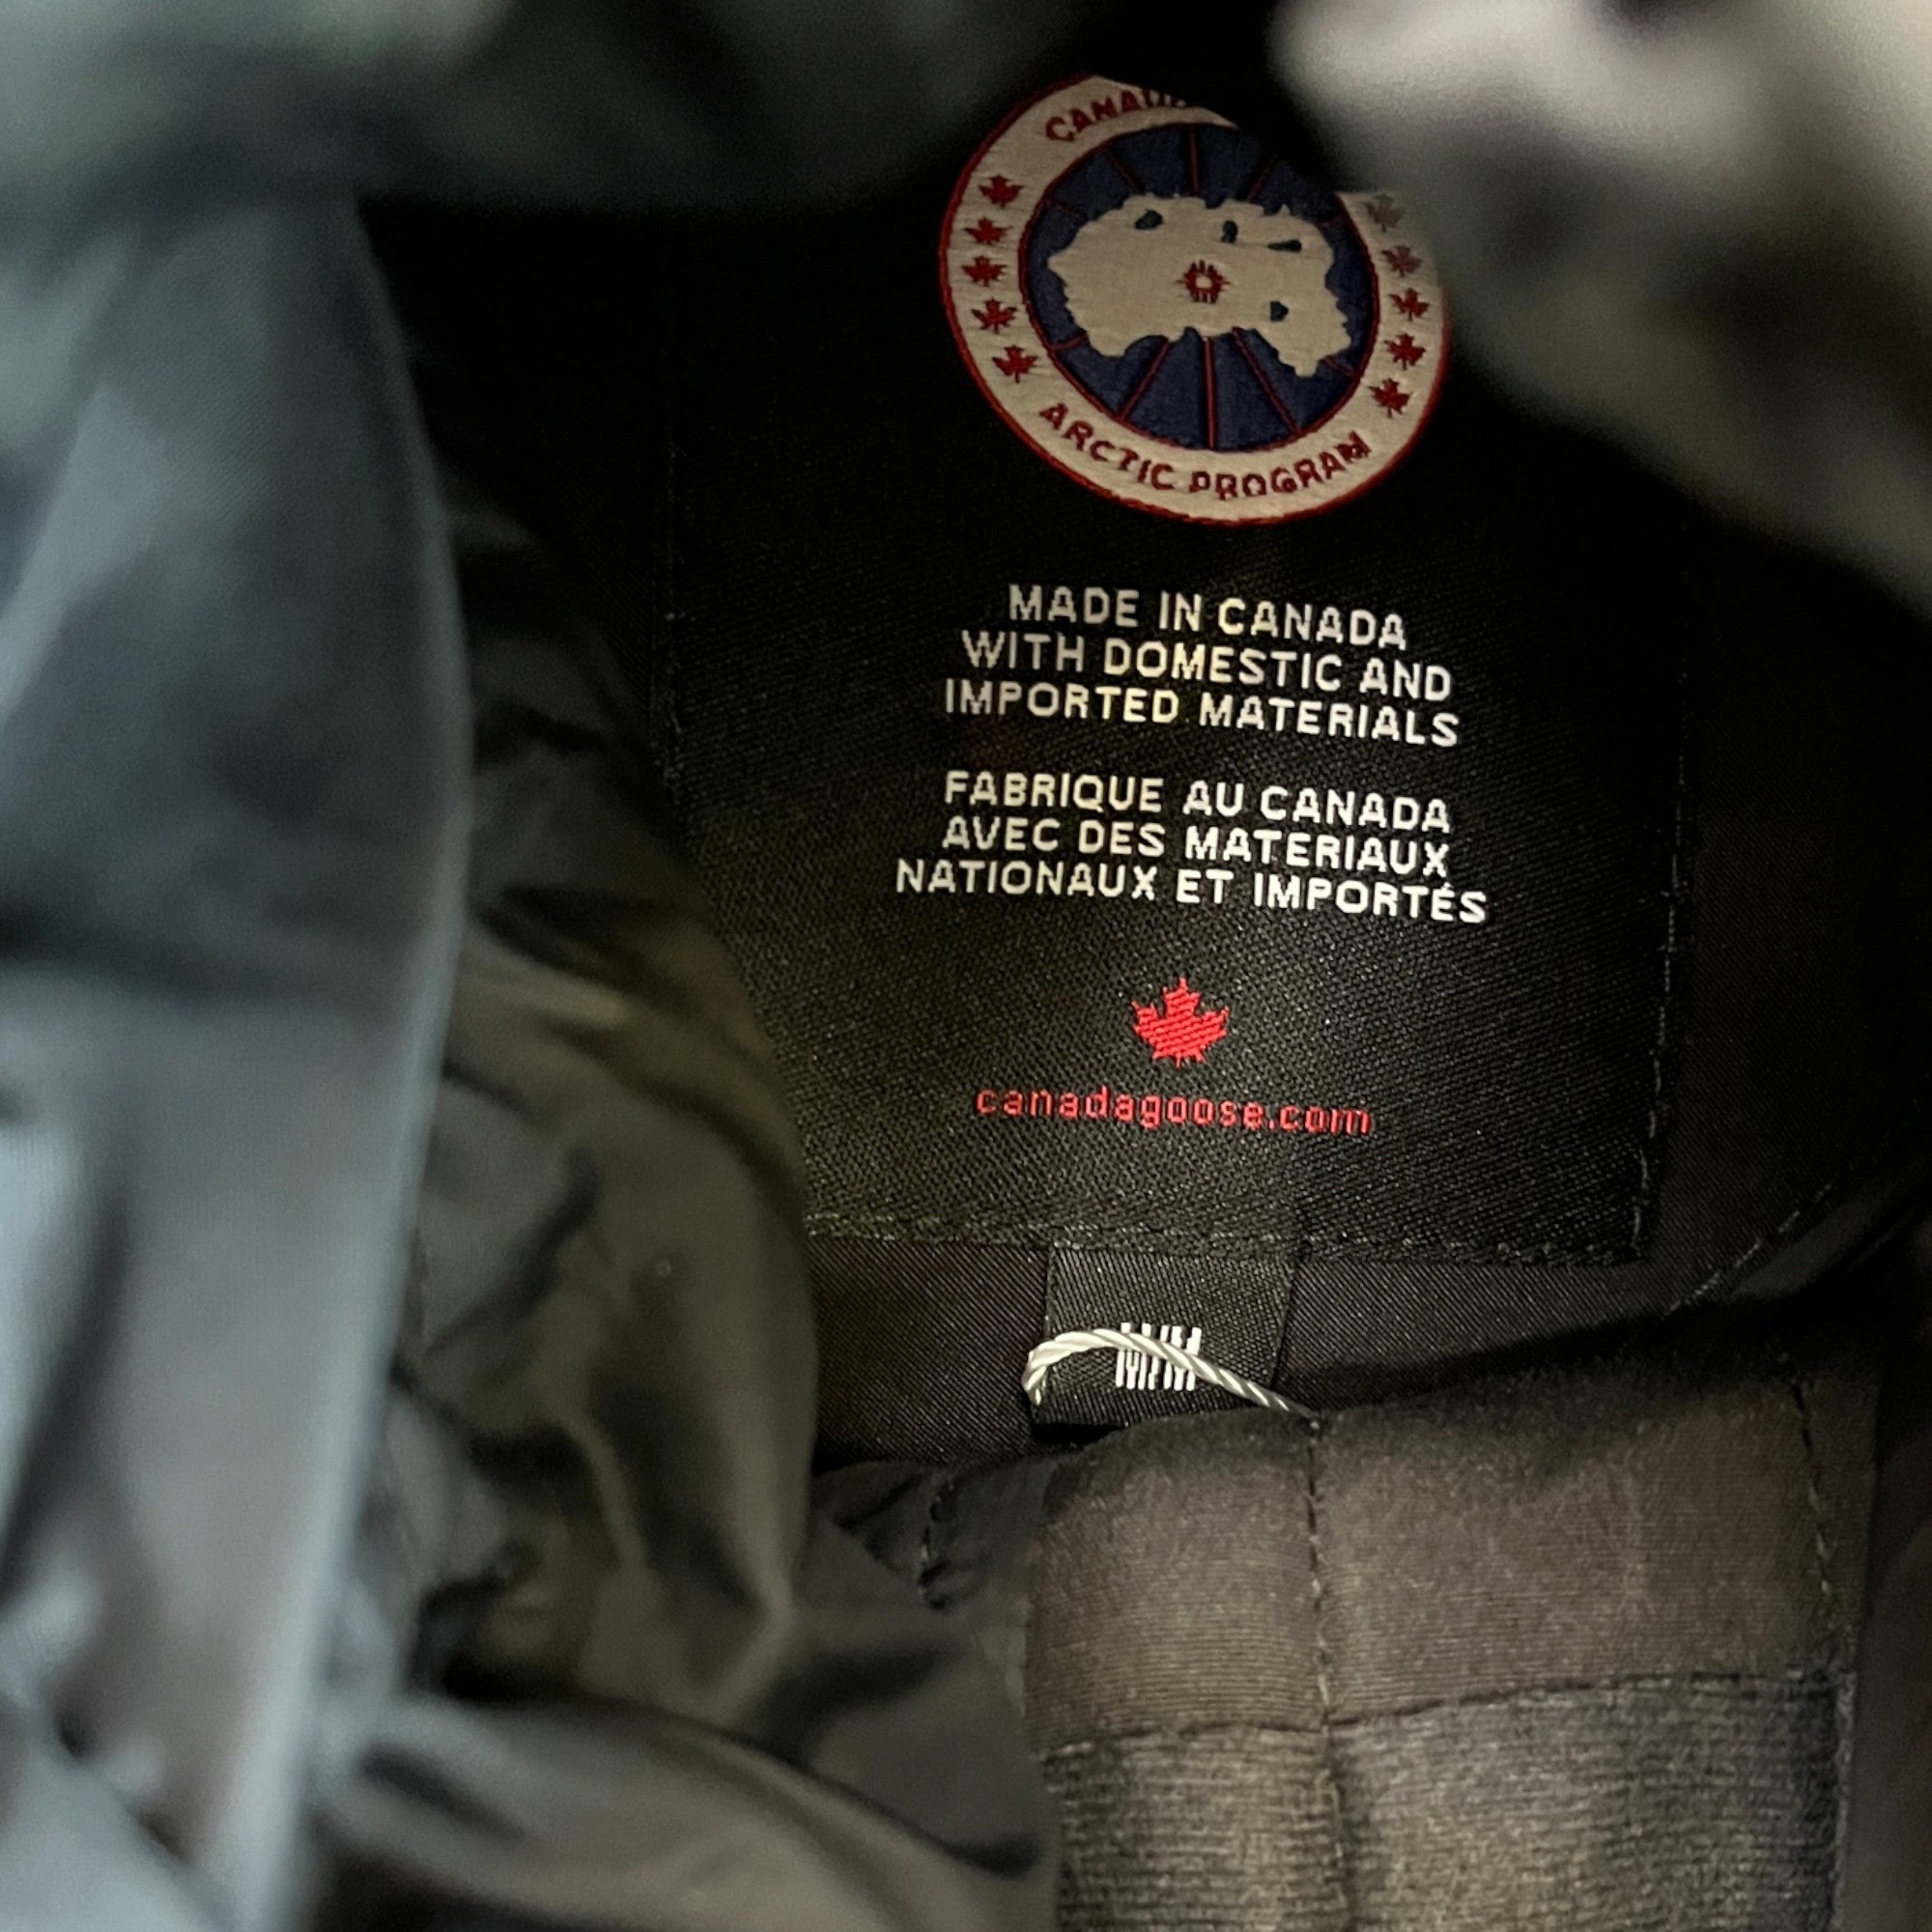 ARCTIC PROGRAM
MADE IN CANADA
WITH DOMESTIC AND
IMPORTED MATERIALS
FABRIQUE AU CANADA
AVEC DES MATERIAUX
NATIONAUX ET IMPORTÉS
canadagoose.com